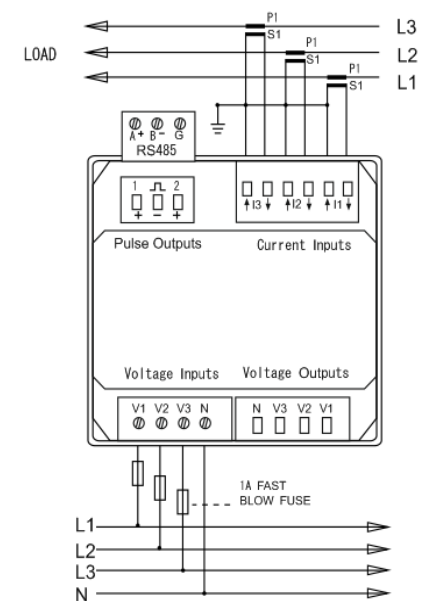 P1
L3
S1
LOAD
P1
L2
S1
P1
L1
S1
A+ B- G
RS485
1 2
+ - +
I3 I2 I1
Pulse Outputs
Current Inputs
Voltage Inputs
Voltage Outputs
V1 V2 V3 N
N V3 V2 V1
1A FAST
BLOW FUSE
L1
L2
L3
N